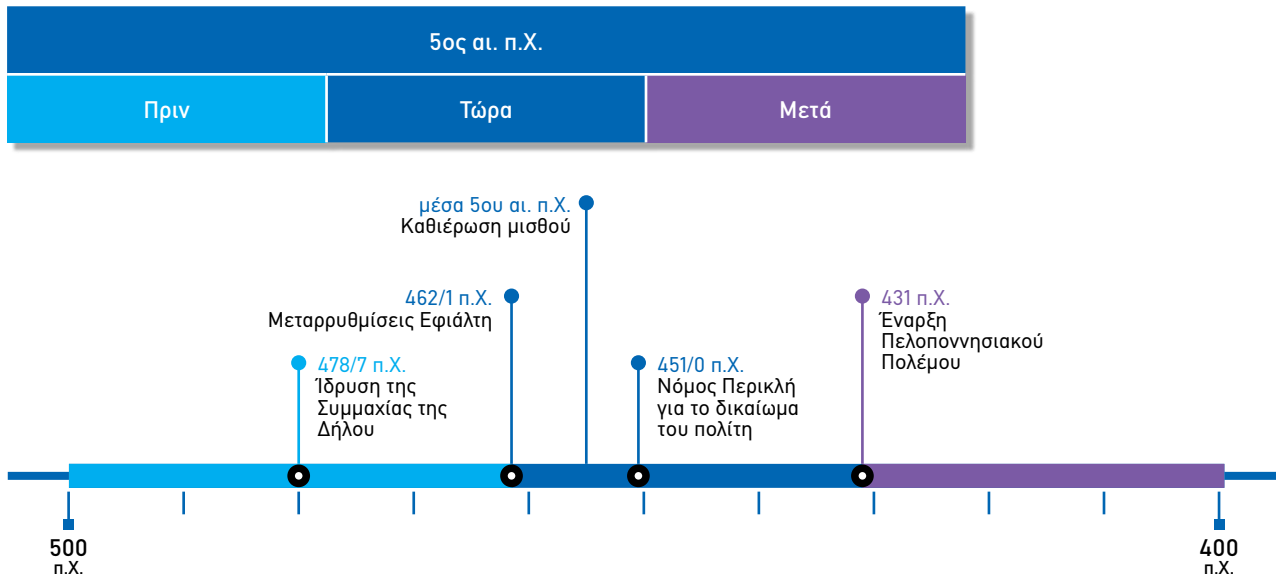 5ος αι. π.Χ.
Πριν
Τώρα
Μετά
μέσα 5ου αι. π.Χ.
Καθιέρωση μισθού
462/1 π.Χ.
Μεταρρυθμίσεις Εφιάλτη
431 π.Χ.
Έναρξη
Πελοποννησιακού
Πολέμου
478/7 π.Χ.
Ίδρυση της
Συμμαχίας της
Δήλου
451/0 π.Χ.
Νόμος Περικλή
για το δικαίωμα
του πολίτη
500
π.Χ.
400
π.Χ.